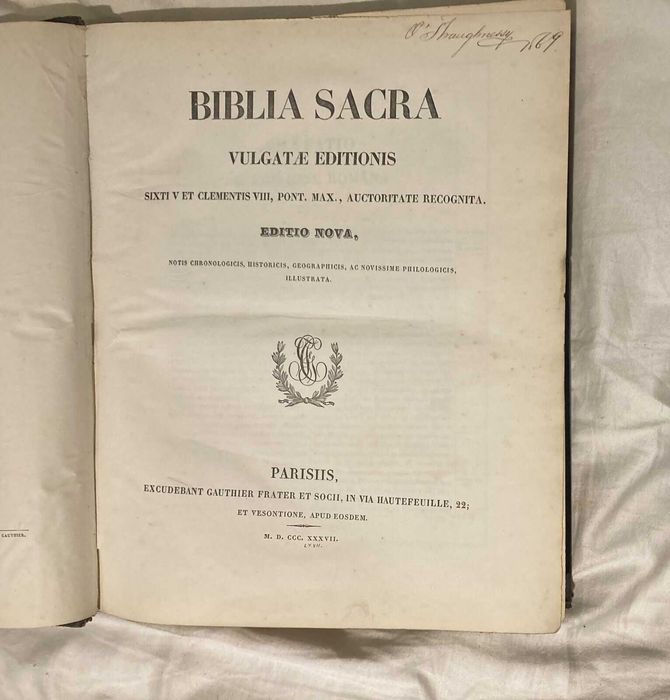 O'Shaughnessy 1869
BIBLIA SACRA
VULGATÆ EDITIONIS
SIXTI V ET CLEMENTIS VIII, PONT. MAX., AUCTORITATE RECOGNITA.
EDITIO NOVA,
NOTIS CHRONOLOGICIS, HISTORICIS, GEOGRAPHICIS, AC NOVISSIME PHILOLOGICIS,
ILLUSTRATA.
PARISIIS,
EXCUDEBANT GAUTHIER FRATER ET SOCII, IN VIA HAUTEFEUILLE, 22;
ET VESONTIONE, APUD EOSDEM.
M. D. CCC. XXXVII.
GAUTHIER.